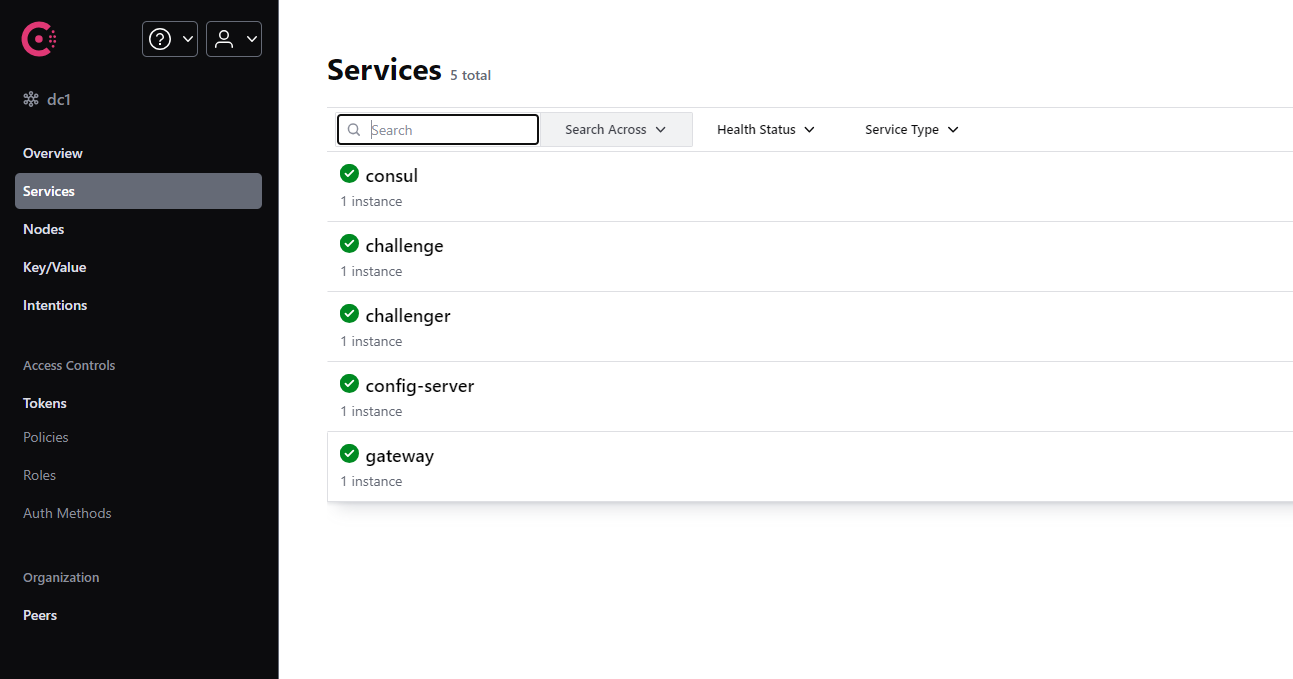 dc1
Overview
Services
Nodes
Key/Value
Intentions
Access Controls
Tokens
Policies
Roles
Auth Methods
Organization
Peers
Services 5 total
Search Search Across Health Status Service Type
consul
1 instance
challenge
1 instance
challenger
1 instance
config-server
1 instance
gateway
1 instance